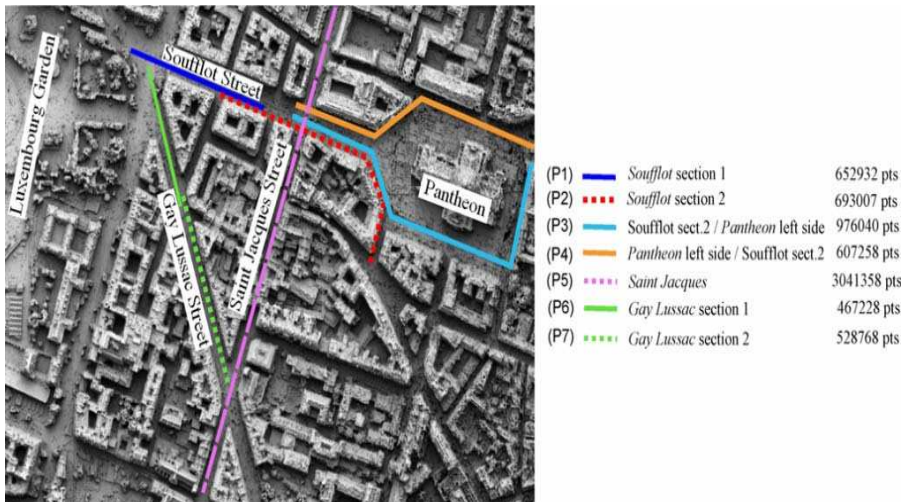 Luxembourg Garden
Soufflot Street
Gay Lussac Street
Saint Jacques Street
Pantheon
(P1) Soufflot section 1 652932 pts
(P2) Soufflot section 2 693007 pts
(P3) Soufflot sect.2 / Pantheon left side 976040 pts
(P4) Pantheon left side / Soufflot sect.2 607258 pts
(P5) Saint Jacques 3041358 pts
(P6) Gay Lussac section 1 467228 pts
(P7) Gay Lussac section 2 528768 pts